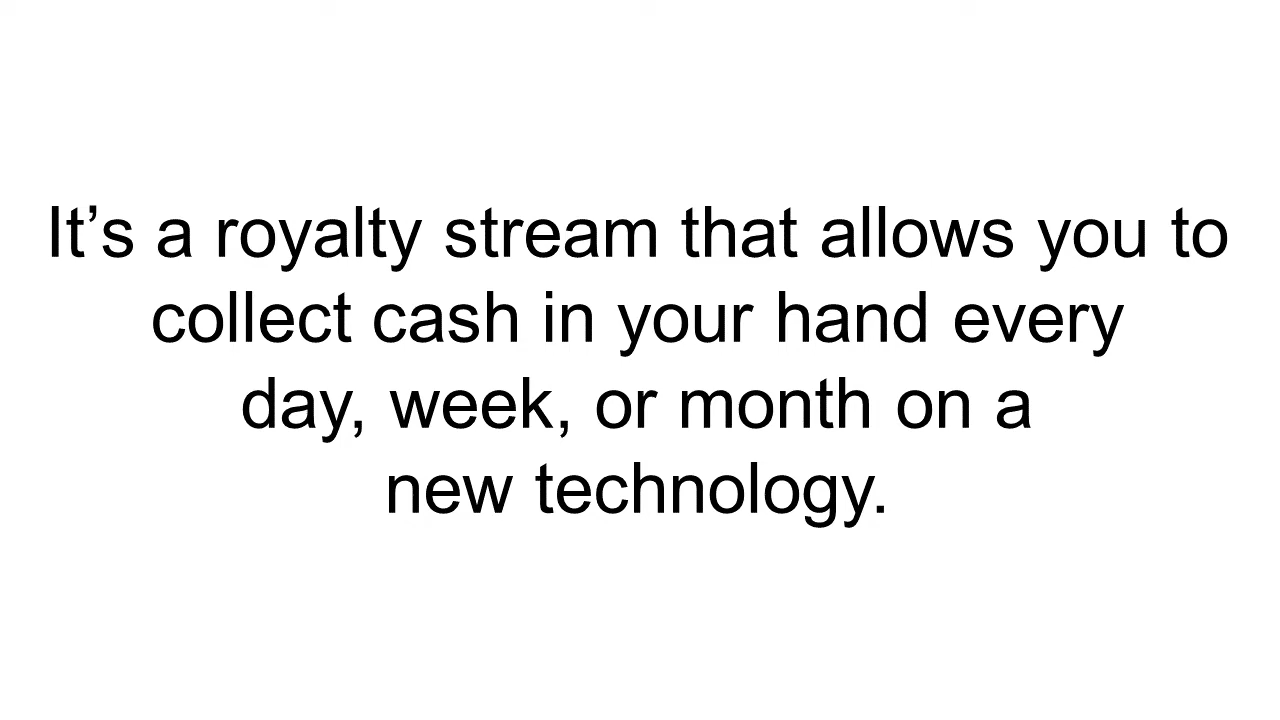 It’s a royalty stream that allows you to
collect cash in your hand every
day, week, or month on a
new technology.